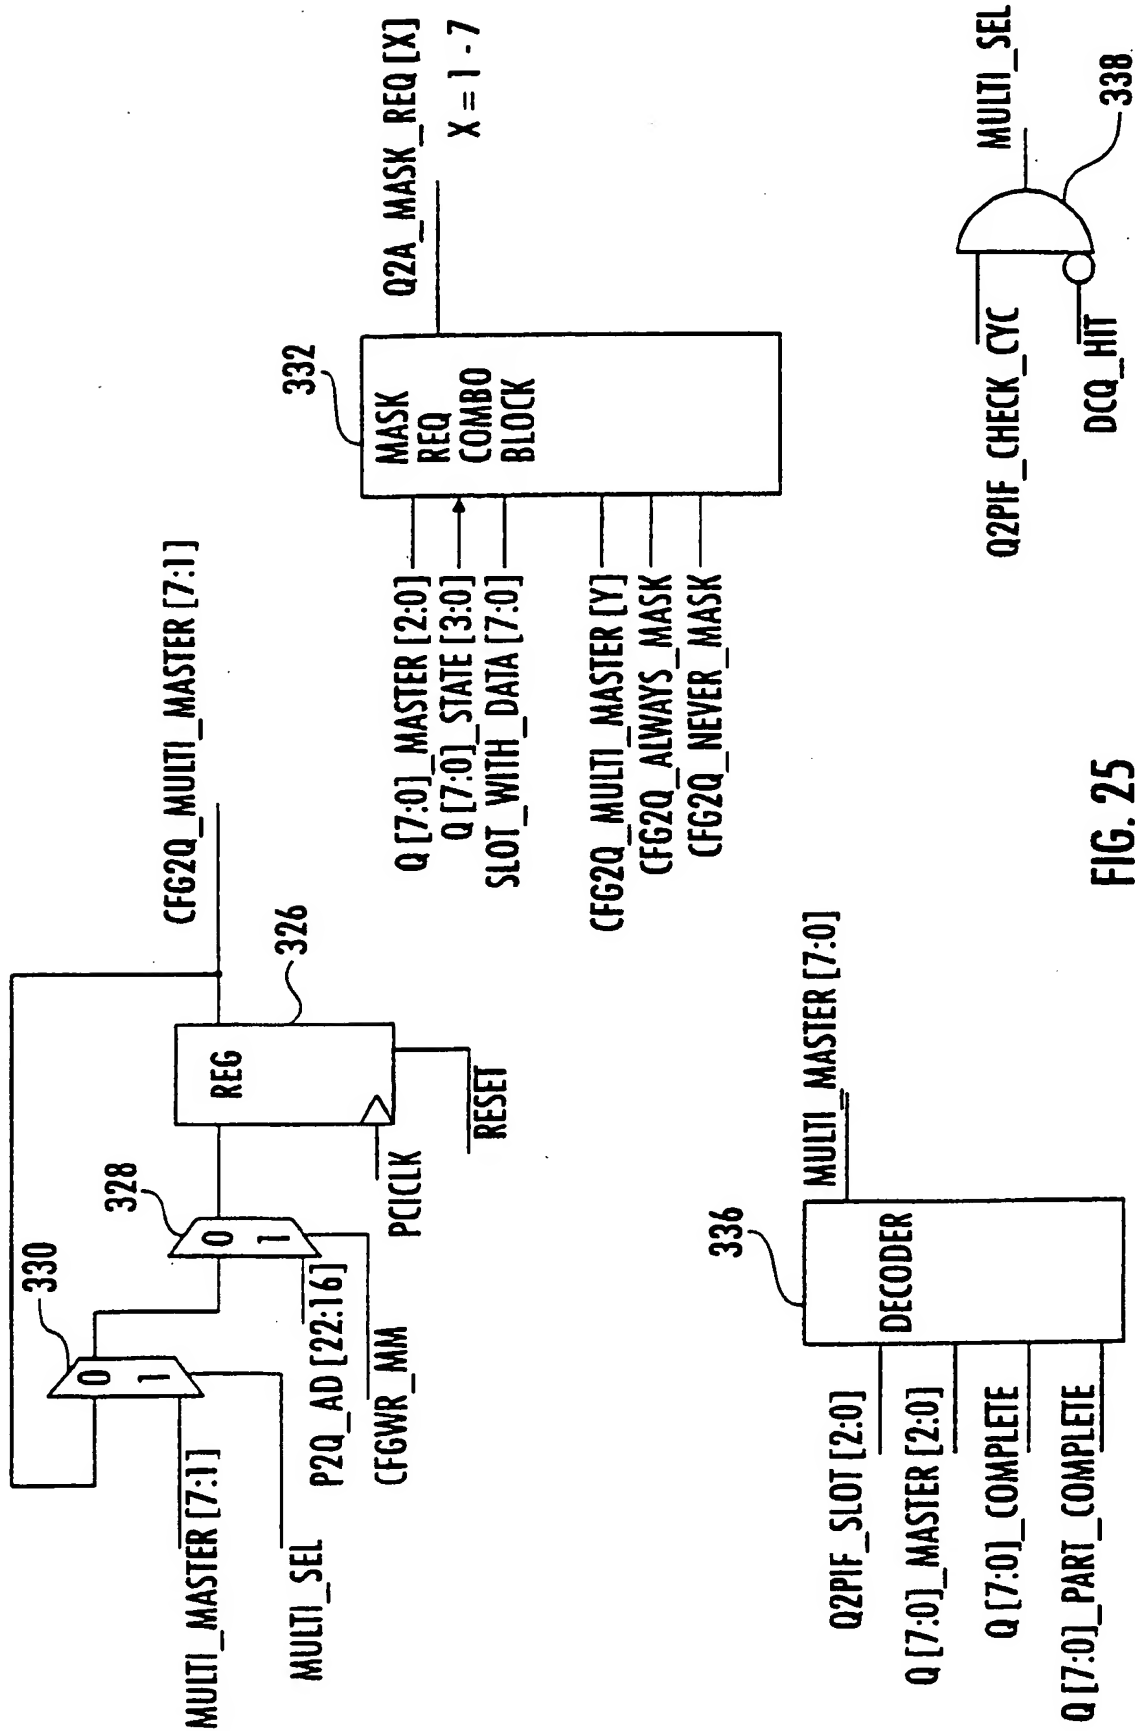 330
0
1
MULTI_MASTER [7:1]
MULTI_SEL
328
0
1
P2Q_AD [22:16]
CFGWR_MM
REG
326
PCICLK
RESET
CFG2Q_MULTI_MASTER [7:1]
332
MASK
REQ
COMBO
BLOCK
Q [7:0]_MASTER [2:0]
Q [7:0]_STATE [3:0]
SLOT_WITH_DATA [7:0]
CFG2Q_MULTI_MASTER [Y]
CFG2Q_ALWAYS_MASK
CFG2Q_NEVER_MASK
Q2A_MASK_REQ [X]
X = 1 - 7
336
DECODER
Q2PIF_SLOT [2:0]
Q [7:0]_MASTER [2:0]
Q [7:0]_COMPLETE
Q [7:0]_PART_COMPLETE
MULTI_MASTER [7:0]
Q2PIF_CHECK_CYC
DCQ_HIT
MULTI_SEL
338
FIG. 25